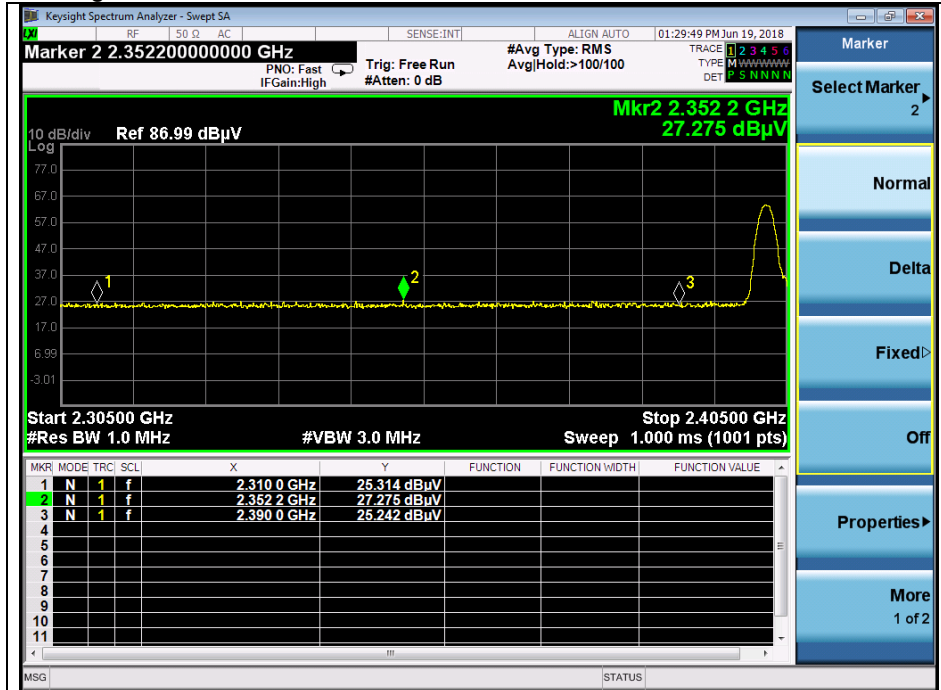 Keysight Spectrum Analyzer - Swept SA
LXI RF 50 Ω AC SENSE:INT ALIGN AUTO 01:29:49 PM Jun 19, 2018
Marker 2 2.352200000000 GHz
PNO: Fast
IFGain:High
Trig: Free Run
#Atten: 0 dB
#Avg Type: RMS
Avg|Hold:>100/100
TRACE 1 2 3 4 5 6
TYPE M WWWWW
DET P S N N N N
Mkr2 2.352 2 GHz
27.275 dBµV
10 dB/div Ref 86.99 dBµV
Log
77.0
67.0
57.0
47.0
37.0
27.0
17.0
6.99
-3.01
1
2
3
Start 2.30500 GHz Stop 2.40500 GHz
#Res BW 1.0 MHz #VBW 3.0 MHz Sweep 1.000 ms (1001 pts)
MKR MODE TRC SCL X Y FUNCTION FUNCTION WIDTH FUNCTION VALUE
1 N 1 f 2.310 0 GHz 25.314 dBµV
2 N 1 f 2.352 2 GHz 27.275 dBµV
3 N 1 f 2.390 0 GHz 25.242 dBµV
4
5
6
7
8
9
10
11
MSG STATUS
Marker
Select Marker
2
Normal
Delta
Fixed
Off
Properties
More
1 of 2